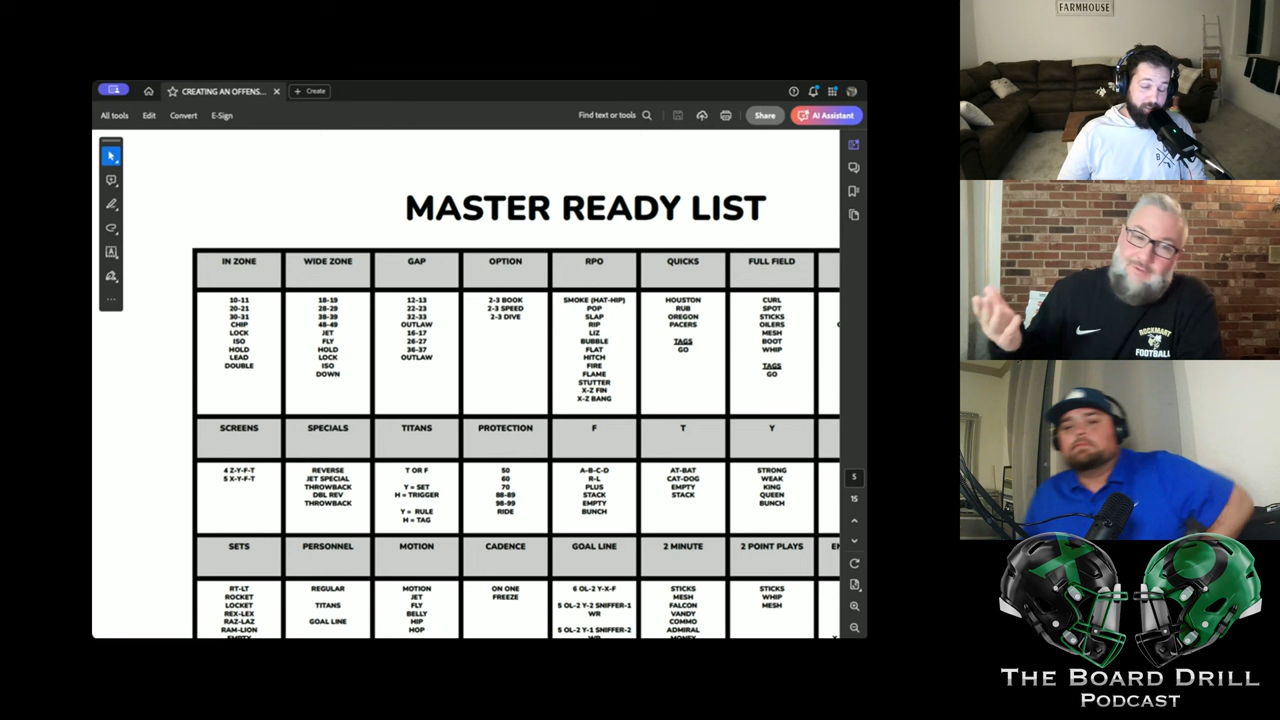 FARMHOUSE
CREATING AN OFFENS...
Create
All tools
Edit
Convert
E-Sign
Find text or tools
Share
AI Assistant
MASTER READY LIST
IN ZONE
WIDE ZONE
GAP
OPTION
RPO
QUICKS
FULL FIELD
10-11
20-21
30-31
CHIP
LOCK
ISO
HOLD
LEAD
DOUBLE
18-19
28-29
38-39
48-49
JET
FLY
HOLD
LOCK
ISO
DOWN
12-13
22-23
32-33
OUTLAW
16-17
26-27
36-37
OUTLAW
2-3 BOOK
2-3 SPEED
2-3 DIVE
SMOKE (HAT-HIP)
POP
SLAP
RIP
LIZ
BUBBLE
FLAT
HITCH
FIRE
FLAME
STUTTER
X-Z FIN
X-Z BANG
HOUSTON
RUB
OREGON
PACERS
TAGS
GO
CURL
SPOT
STICKS
OILERS
MESH
BOOT
WHIP
TAGS
GO
SCREENS
SPECIALS
TITANS
PROTECTION
F
T
Y
4 Z-Y-F-T
5 X-Y-F-T
REVERSE
JET SPECIAL
THROWBACK
DBL REV
THROWBACK
T OR F
Y = SET
H = TRIGGER
Y = RULE
H = TAG
50
60
70
88-89
98-99
RIDE
A-B-C-D
R-L
PLUS
STACK
EMPTY
BUNCH
AT-BAT
CAT-DOG
EMPTY
STACK
STRONG
WEAK
KING
QUEEN
BUNCH
SETS
PERSONNEL
MOTION
CADENCE
GOAL LINE
2 MINUTE
2 POINT PLAYS
RT-LT
ROCKET
LOCKET
REX-LEX
RAZ-LAZ
RAM-LION
REGULAR
TITANS
GOAL LINE
MOTION
JET
FLY
BELLY
HIP
HOP
ON ONE
FREEZE
6 OL-2 Y-X-F
5 OL-2 Y-2 SNIFFER-1
WR
5 OL-2 Y-1 SNIFFER-2
STICKS
MESH
FALCON
VANDY
COMMO
ADMIRAL
STICKS
WHIP
MESH
5
15
ROCKMART
FOOTBALL
THE BOARD DRILL
PODCAST